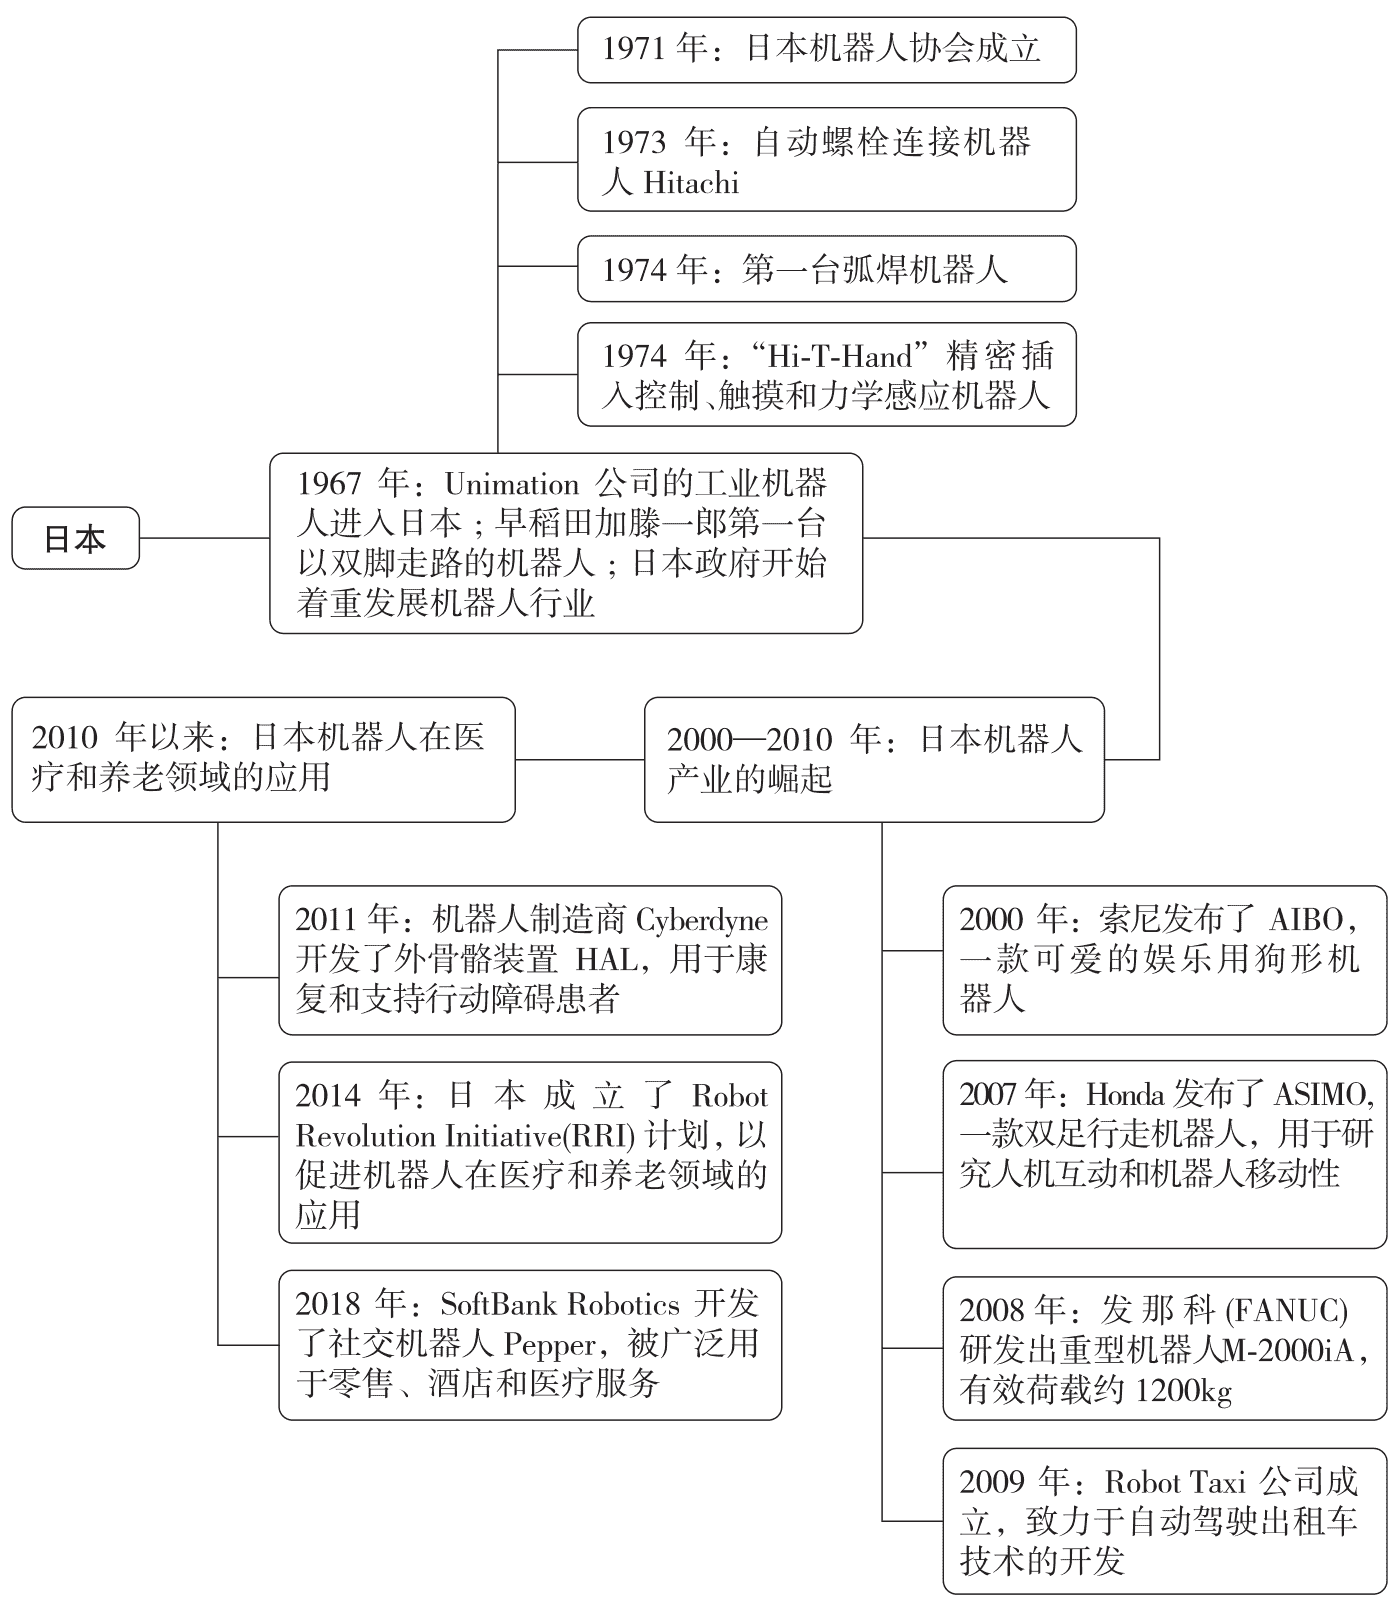 1971 年：日本机器人协会成立
1973 年：自动螺栓连接机器
人 Hitachi
1974 年：第一台弧焊机器人
1974 年：“Hi-T-Hand”精密插
入控制、触摸和力学感应机器人
日本
1967 年：Unimation 公司的工业机器
人进入日本；早稻田加滕一郎第一台
以双脚走路的机器人；日本政府开始
着重发展机器人行业
2010 年以来：日本机器人在医
疗和养老领域的应用
2000—2010 年：日本机器人
产业的崛起
2011 年：机器人制造商 Cyberdyne
开发了外骨骼装置 HAL，用于康
复和支持行动障碍患者
2014 年：日本成立了 Robot
Revolution Initiative(RRI) 计划，以
促进机器人在医疗和养老领域的
应用
2018 年：SoftBank Robotics 开发
了社交机器人 Pepper，被广泛用
于零售、酒店和医疗服务
2000 年：索尼发布了 AIBO，
一款可爱的娱乐用狗形机
器人
2007 年：Honda 发布了 ASIMO,
一款双足行走机器人，用于研
究人机互动和机器人移动性
2008 年：发那科 (FANUC)
研发出重型机器人M-2000iA，
有效荷载约 1200kg
2009 年：Robot Taxi 公司成
立，致力于自动驾驶出租车
技术的开发